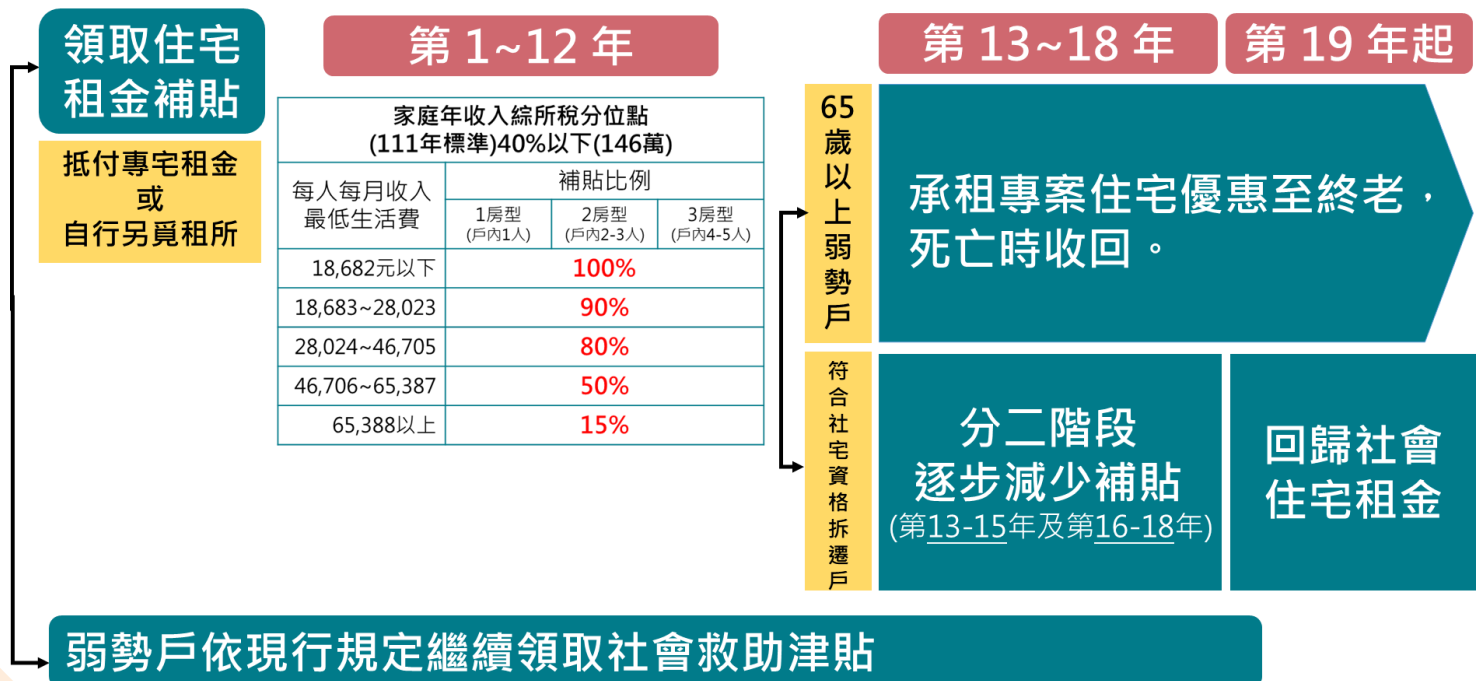 領取住宅
租金補貼
抵付專宅租金
或
自行另覓租所
第 1~12 年
家庭年收入綜所稅分位點
(111年標準)40%以下(146萬)
每人每月收入
最低生活費
補貼比例
1房型
(戶內1人)
2房型
(戶內2-3人)
3房型
(戶內4-5人)
18,682元以下 100%
18,683~28,023 90%
28,024~46,705 80%
46,706~65,387 50%
65,388以上 15%
第 13~18 年
第 19 年起
65
歲
以
上
弱
勢
戶
承租專案住宅優惠至終老，
死亡時收回。
符
合
社
宅
資
格
拆
遷
戶
分二階段
逐步減少補貼
(第13-15年及第16-18年)
回歸社會
住宅租金
弱勢戶依現行規定繼續領取社會救助津貼